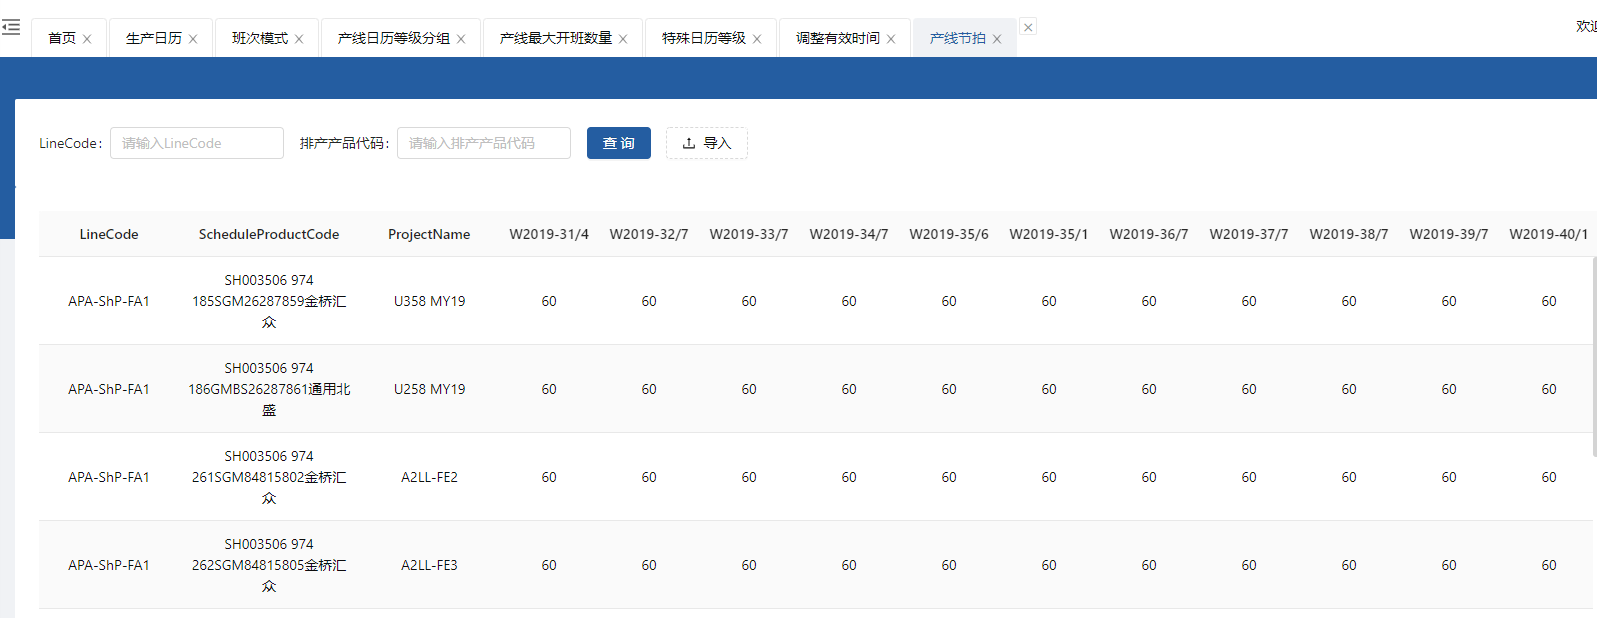 首页 生产日历 班次模式 产线日历等级分组 产线最大开班数量 特殊日历等级 调整有效时间 产线节拍 欢迎
LineCode: 请输入LineCode 排产产品代码: 请输入排产产品代码 查 询 导入
LineCode ScheduleProductCode ProjectName W2019-31/4 W2019-32/7 W2019-33/7 W2019-34/7 W2019-35/6 W2019-35/1 W2019-36/7 W2019-37/7 W2019-38/7 W2019-39/7 W2019-40/1
SH003506 974
APA-ShP-FA1 185SGM26287859金桥汇 U358 MY19 60 60 60 60 60 60 60 60 60 60 60
众
SH003506 974
APA-ShP-FA1 186GMBS26287861通用北 U258 MY19 60 60 60 60 60 60 60 60 60 60 60
盛
SH003506 974
APA-ShP-FA1 261SGM84815802金桥汇 A2LL-FE2 60 60 60 60 60 60 60 60 60 60 60
众
SH003506 974
APA-ShP-FA1 262SGM84815805金桥汇 A2LL-FE3 60 60 60 60 60 60 60 60 60 60 60
众